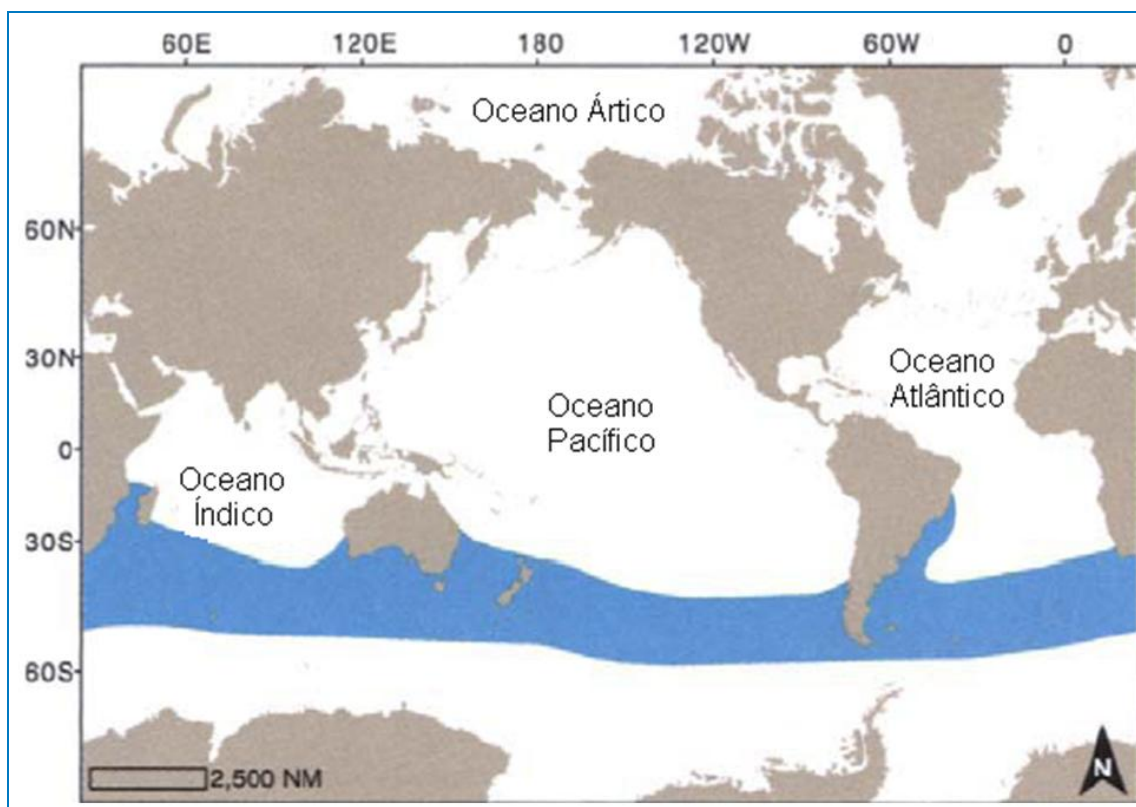 60E 120E 180 120W 60W 0
Oceano Ártico
60N
30N
Oceano
Atlântico
Oceano
Pacífico
0
Oceano
Índico
30S
60S
2,500 NM
N